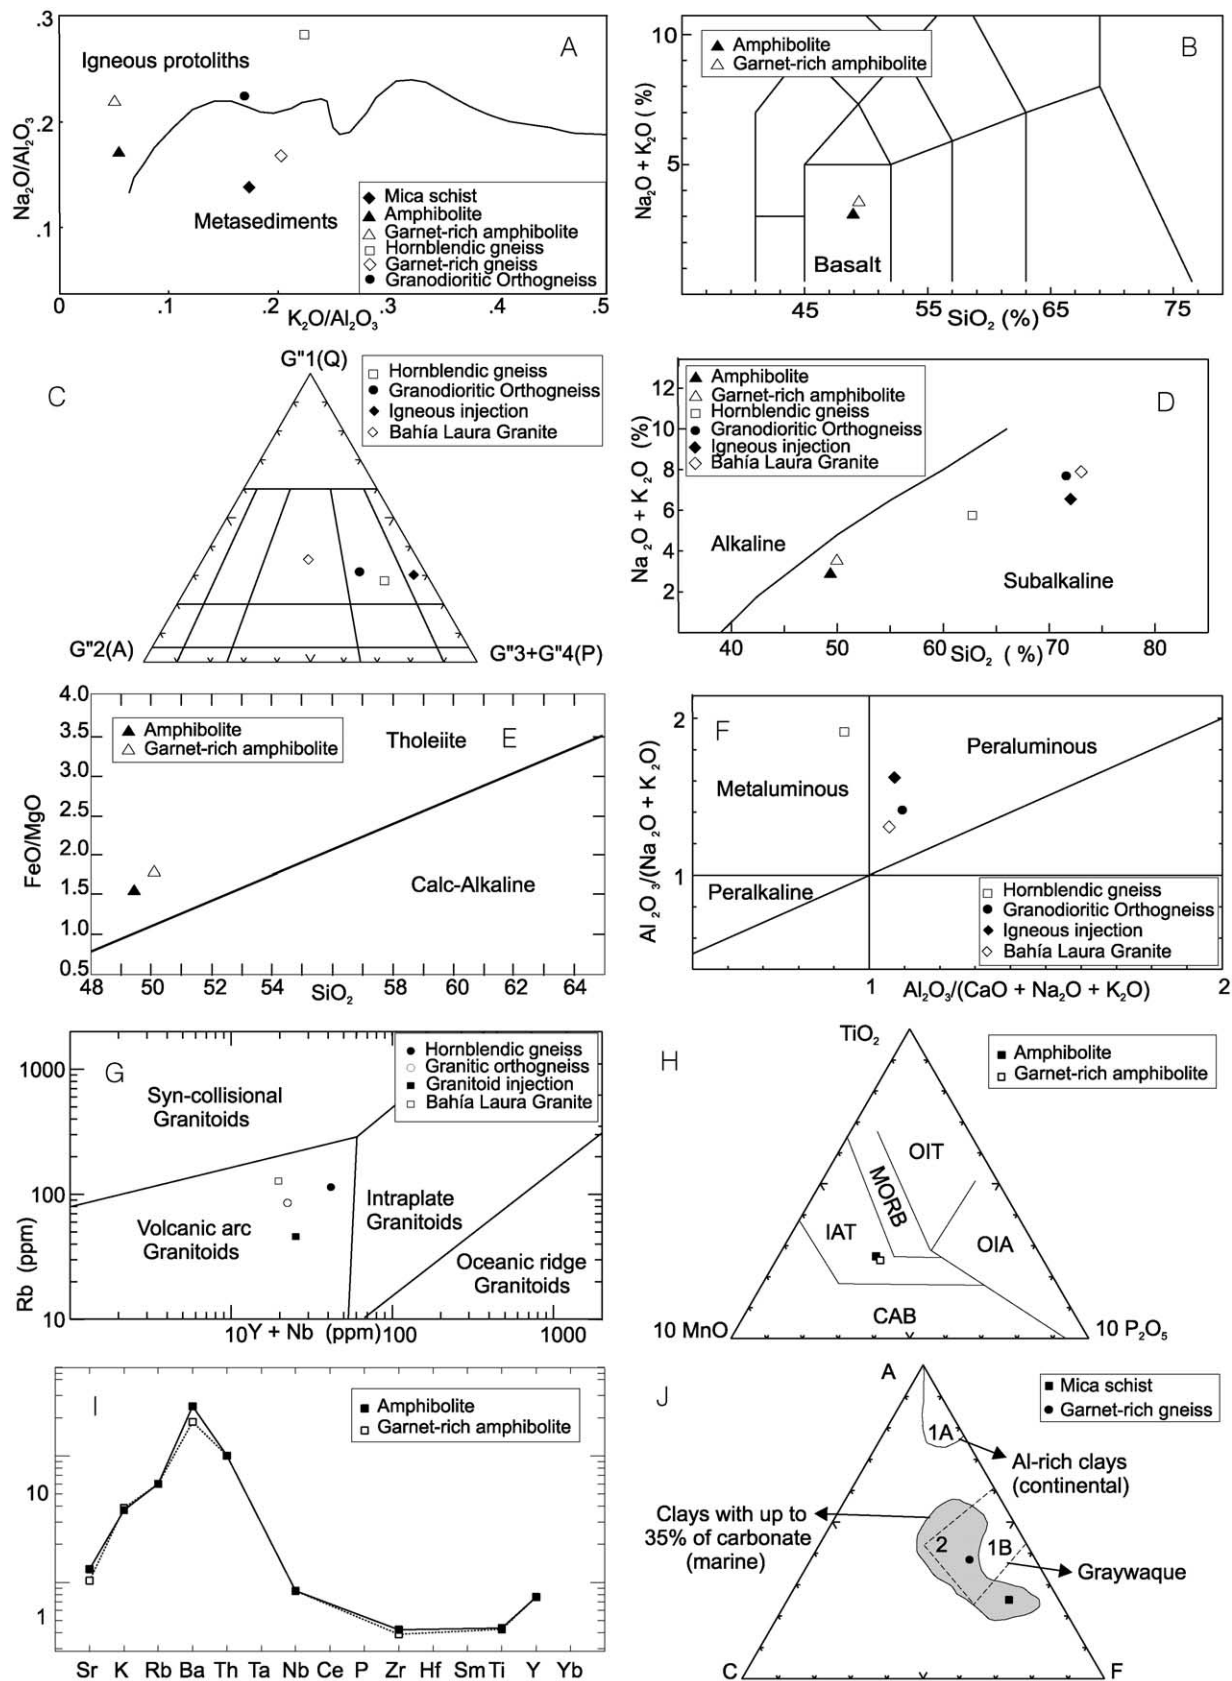 A
.3
.2
.1
0
.1
.2
.3
.4
.5
Na₂O/Al₂O₃
K₂O/Al₂O₃
Igneous protoliths
Metasediments
Mica schist
Amphibolite
Garnet-rich amphibolite
Hornblendic gneiss
Garnet-rich gneiss
Granodioritic Orthogneiss
B
10
5
Na₂O + K₂O (%)
Amphibolite
Garnet-rich amphibolite
Basalt
45
55
65
75
SiO₂ (%)
C
G"1(Q)
Hornblendic gneiss
Granodioritic Orthogneiss
Igneous injection
Bahía Laura Granite
G"2(A)
G"3+G"4(P)
D
12
10
8
6
4
2
Na₂O + K₂O (%)
Amphibolite
Garnet-rich amphibolite
Hornblendic gneiss
Granodioritic Orthogneiss
Igneous injection
Bahía Laura Granite
Alkaline
Subalkaline
40
50
60
70
80
SiO₂ (%)
E
4.0
3.5
3.0
2.5
2.0
1.5
1.0
0.5
FeO/MgO
Amphibolite
Garnet-rich amphibolite
Tholeiite
Calc-Alkaline
48
50
52
54
56
58
60
62
64
SiO₂
F
2
1
Al₂O₃/(Na₂O + K₂O)
Metaluminous
Peraluminous
Peralkaline
Hornblendic gneiss
Granodioritic Orthogneiss
Igneous injection
Bahía Laura Granite
1
2
Al₂O₃/(CaO + Na₂O + K₂O)
G
1000
100
10
Rb (ppm)
Hornblendic gneiss
Granitic orthogneiss
Granitoid injection
Bahía Laura Granite
Syn-collisional
Granitoids
Volcanic arc
Granitoids
Intraplate
Granitoids
Oceanic ridge
Granitoids
10
Y + Nb (ppm)
100
1000
H
TiO₂
Amphibolite
Garnet-rich amphibolite
OIT
MORB
IAT
OIA
CAB
10 MnO
10 P₂O₅
I
10
1
Amphibolite
Garnet-rich amphibolite
Sr K Rb Ba Th Ta Nb Ce P Zr Hf Sm Ti Y Yb
J
A
Mica schist
Garnet-rich gneiss
1A
Al-rich clays
(continental)
Clays with up to
35% of carbonate
(marine)
2
1B
Graywaque
C
F